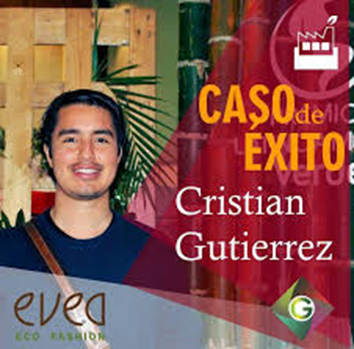 CASO de
ÉXITO
Cristian
Gutierrez
evea
ECO FASHION
G